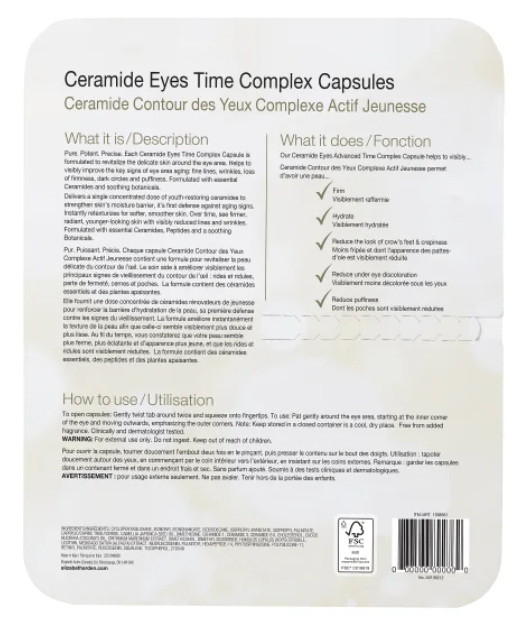 Ceramide Eyes Time Complex Capsules
Ceramide Contour des Yeux Complexe Actif Jeunesse
What it is/Description
Pure. Potent. Precise. Each Ceramide Eyes Time Complex Capsule is
formulated to revitalize the delicate skin around the eye area. Helps to
visibly improve the key signs of eye area aging: fine lines, wrinkles, loss
of firmness, dark circles and puffiness. Formulated with essential
Ceramides and soothing botanicals.
Delivers a single concentrated dose of youth-restoring ceramides to
strengthen skin's moisture barrier, it's first defense against aging signs.
Instantly retexturizes for softer, smoother skin. Over time, see firmer,
radiant, younger-looking skin with visibly reduced lines and wrinkles.
Formulated with essential Ceramides, Peptides and a soothing
Botanicals.
Pur. Puissant. Précis. Chaque capsule Ceramide Contour des Yeux
Complexe Actif Jeunesse contient une formule pour revitaliser la peau
délicate du contour de l'œil. Le soin aide à améliorer visiblement les
principaux signes de vieillissement du contour de l'œil : rides et ridules,
perte de fermeté, cernes et poches. La formule contient des céramides
essentiels et des plantes apaisantes.
Elle fournit une dose concentrée de céramides rénovateurs de jeunesse
pour renforcer la barrière d'hydratation de la peau, sa première défense
contre les signes du vieillissement. La formule améliore instantanément
la texture de la peau afin que celle-ci semble visiblement plus douce et
plus lisse. Au fil du temps, vous constaterez que votre peau semble
plus ferme, plus éclatante et d'apparence plus jeune, et que les rides et
ridules sont visiblement réduites. La formule contient des céramides
essentiels, des peptides et des plantes apaisantes.
What it does/Fonction
Our Ceramide Eyes Advanced Time Complex Capsule helps to visibly...
Ceramide Contour des Yeux Complexe Actif Jeunesse permet
d'avoir une peau...
Firm
Visiblement raffermie
Hydrate
Visiblement hydratée
Reduce the look of crow's feet & crepiness
Moins fripée et dont l'apparence des pattes-
d'oie est visiblement réduite
Reduce under eye discoloration
Visiblement moins décolorée sous les yeux
Reduce puffiness
Dont les poches sont visiblement réduites
How to use/Utilisation
To open capsules: Gently twist tab around twice and squeeze onto fingertips. To use: Pat gently around the eye area, starting at the inner corner
of the eye and moving outwards, emphasizing the outer corners. Note: Keep stored in a closed container in a cool, dry place. Free from added
fragrance. Clinically and dermatologist tested.
WARNING: For external use only. Do not ingest. Keep out of reach of children.
Pour ouvrir la capsule, tourner doucement l'embout deux fois en le pinçant, puis presser le contenu sur le bout des doigts. Utilisation : tapoter
doucement autour des yeux, en commençant par le coin intérieur vers l'extérieur, en insistant sur les coins externes. Remarque : garder les capsules
dans un contenant fermé et dans un endroit frais et sec. Sans parfum ajouté. Soumis à des tests cliniques et dermatologiques.
AVERTISSEMENT : pour usage externe seulement. Ne pas avaler. Tenir hors de la portée des enfants.
elizabetharden.com
FSC